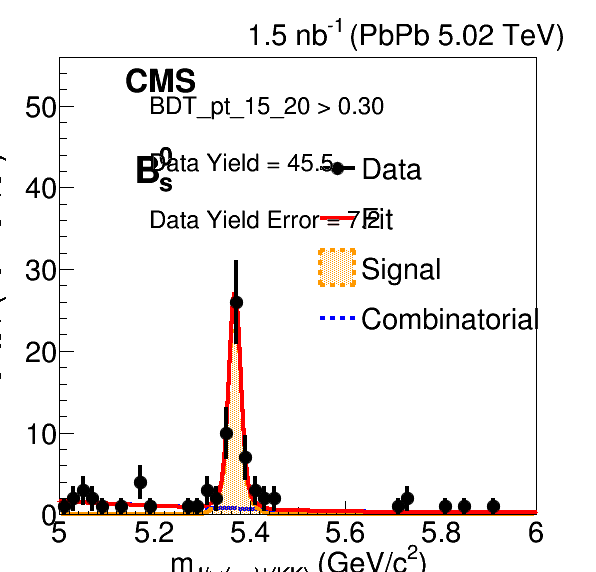 1.5 nb-1 (PbPb 5.02 TeV)
CMS
BDT_pt_15_20 > 0.30
B0s
Data Yield = 45.5
Data Yield Error = 7.2
Data
Fit
Signal
Combinatorial
50
40
30
20
10
0
5 5.2 5.4 5.6 5.8 6
(GeV/c2)